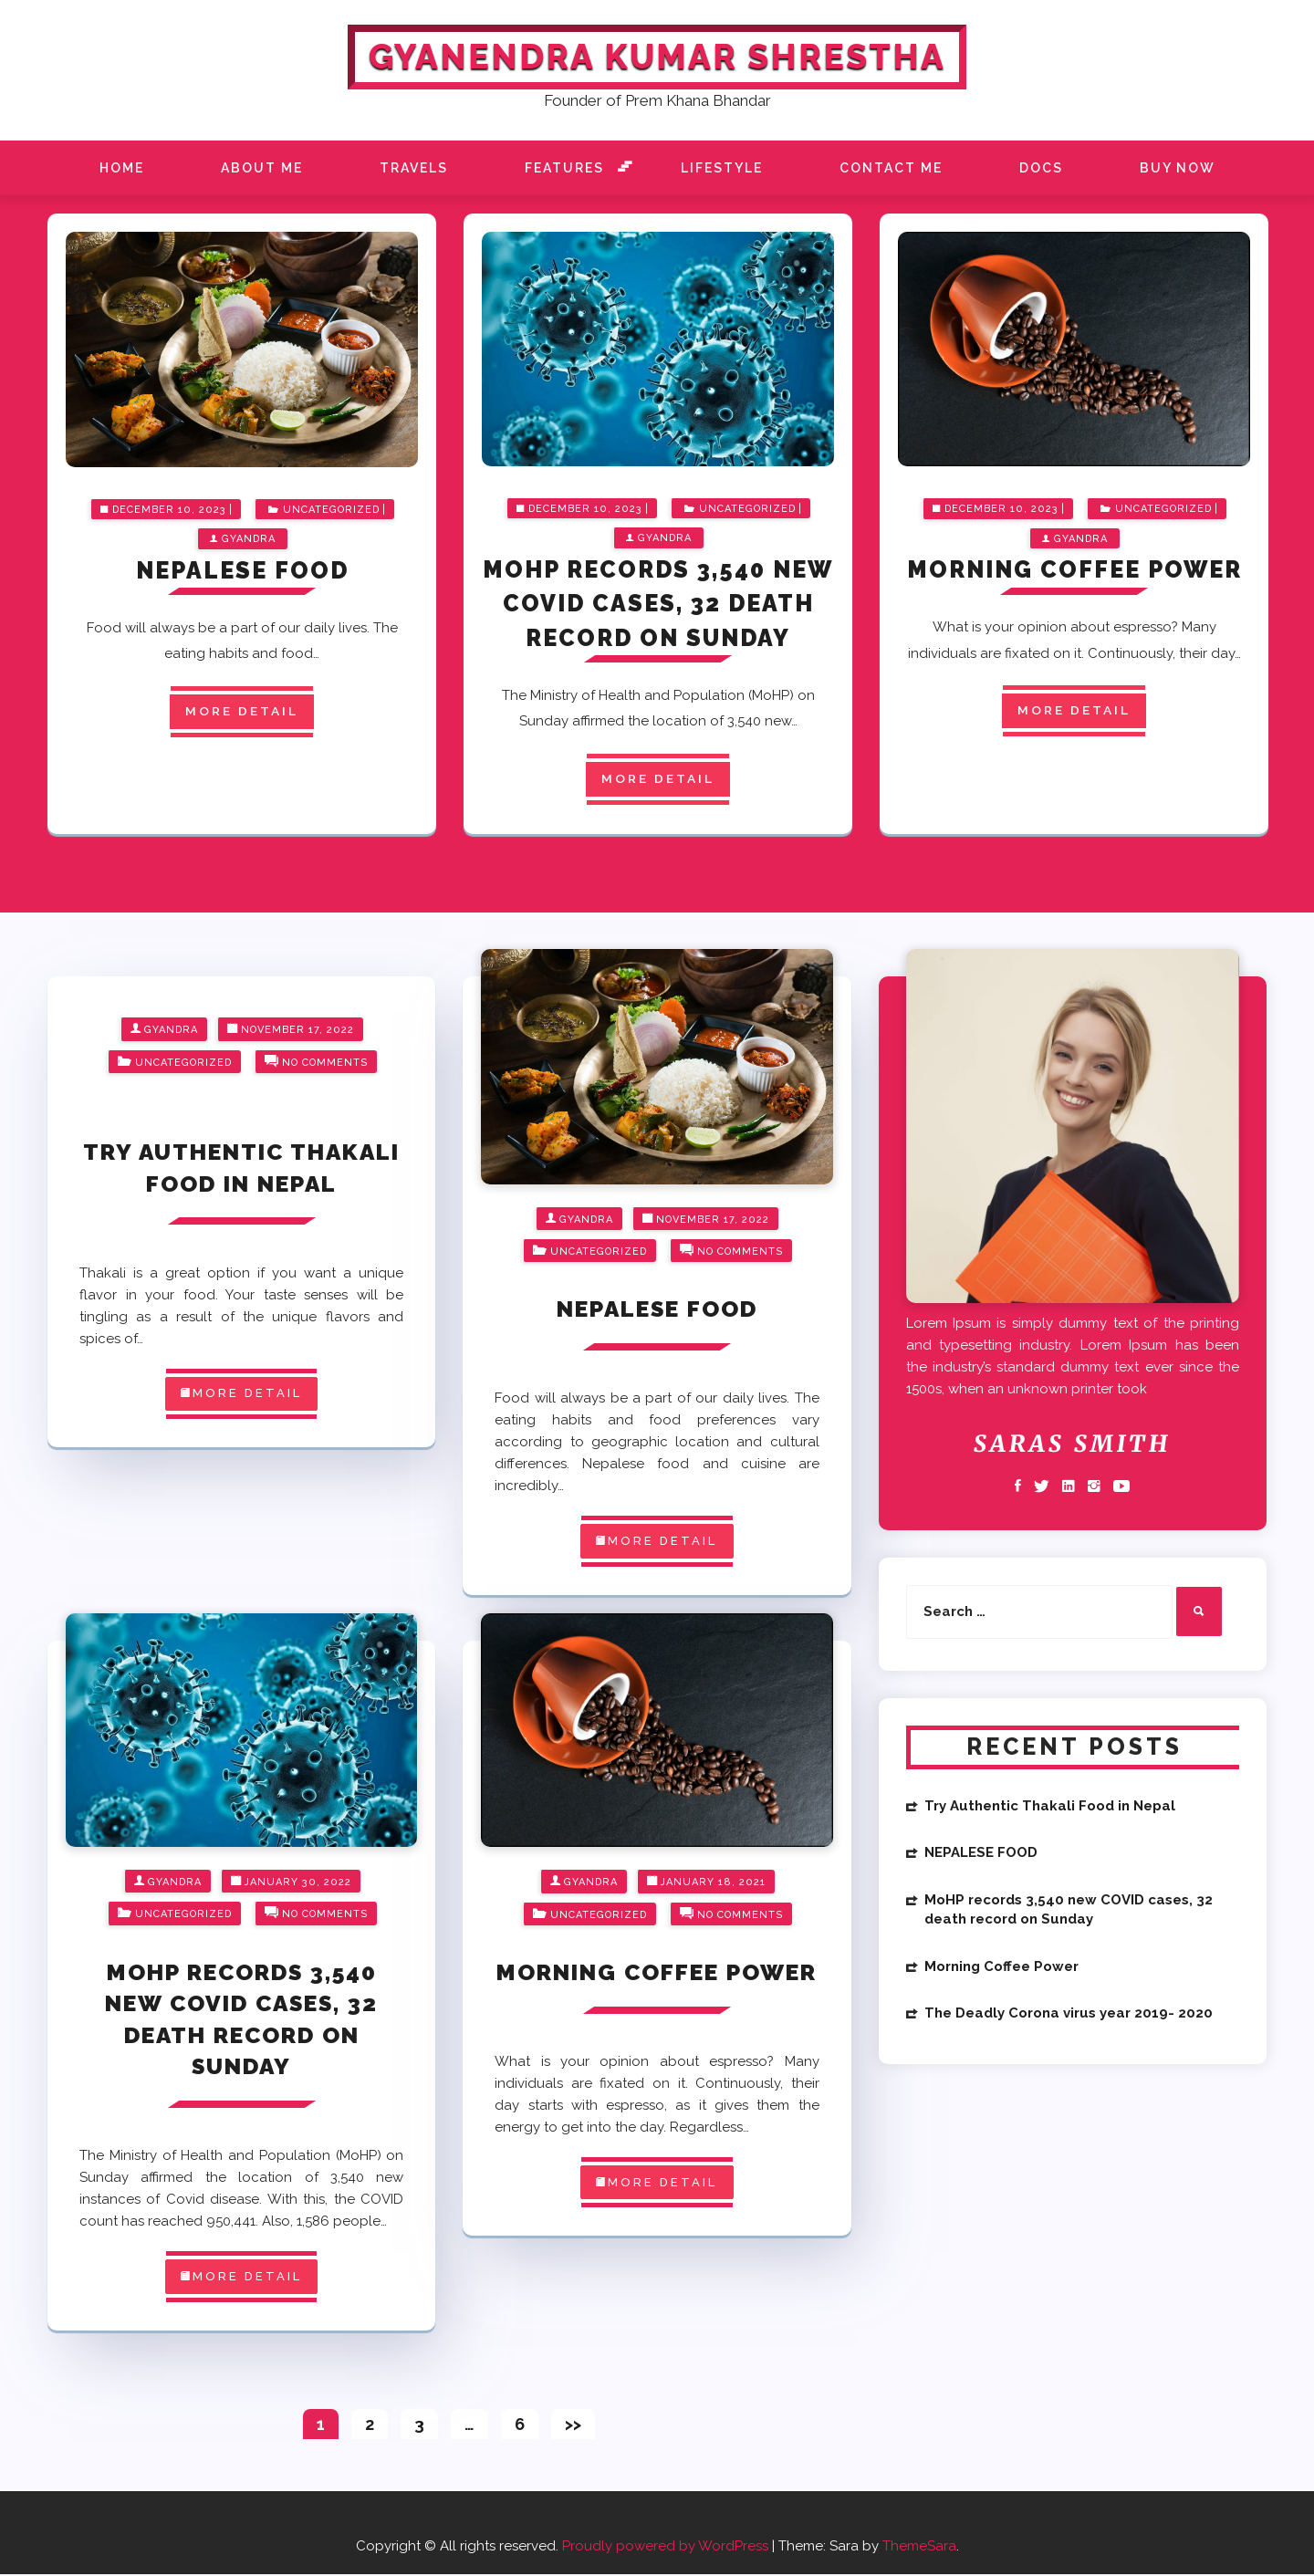 GYANENDRA KUMAR SHRESTHA
Founder of Prem Khana Bhandar
HOME ABOUT ME TRAVELS FEATURES LIFESTYLE CONTACT ME DOCS BUY NOW
DECEMBER 10, 2023 | UNCATEGORIZED |
GYANDRA
NEPALESE FOOD
Food will always be a part of our daily lives. The
eating habits and food…
MORE DETAIL
DECEMBER 10, 2023 | UNCATEGORIZED |
GYANDRA
MOHP RECORDS 3,540 NEW
COVID CASES, 32 DEATH
RECORD ON SUNDAY
The Ministry of Health and Population (MoHP) on
Sunday affirmed the location of 3,540 new…
MORE DETAIL
DECEMBER 10, 2023 | UNCATEGORIZED |
GYANDRA
MORNING COFFEE POWER
What is your opinion about espresso? Many
individuals are fixated on it. Continuously, their day…
MORE DETAIL
GYANDRA NOVEMBER 17, 2022
UNCATEGORIZED NO COMMENTS
TRY AUTHENTIC THAKALI
FOOD IN NEPAL
Thakali is a great option if you want a unique
flavor in your food. Your taste senses will be
tingling as a result of the unique flavors and
spices of…
MORE DETAIL
GYANDRA NOVEMBER 17, 2022
UNCATEGORIZED NO COMMENTS
NEPALESE FOOD
Food will always be a part of our daily lives. The
eating habits and food preferences vary
according to geographic location and cultural
differences. Nepalese food and cuisine are
incredibly…
MORE DETAIL
GYANDRA JANUARY 30, 2022
UNCATEGORIZED NO COMMENTS
MOHP RECORDS 3,540
NEW COVID CASES, 32
DEATH RECORD ON
SUNDAY
The Ministry of Health and Population (MoHP) on
Sunday affirmed the location of 3,540 new
instances of Covid disease. With this, the COVID
count has reached 950,441. Also, 1,586 people…
MORE DETAIL
GYANDRA JANUARY 18, 2021
UNCATEGORIZED NO COMMENTS
MORNING COFFEE POWER
What is your opinion about espresso? Many
individuals are fixated on it. Continuously, their
day starts with espresso, as it gives them the
energy to get into the day. Regardless…
MORE DETAIL
1 2 3 … 6 >>
Lorem Ipsum is simply dummy text of the printing
and typesetting industry. Lorem Ipsum has been
the industry's standard dummy text ever since the
1500s, when an unknown printer took
SARAS SMITH
Search …
RECENT POSTS
Try Authentic Thakali Food in Nepal
NEPALESE FOOD
MoHP records 3,540 new COVID cases, 32
death record on Sunday
Morning Coffee Power
The Deadly Corona virus year 2019- 2020
Copyright © All rights reserved. Proudly powered by WordPress | Theme: Sara by ThemeSara.